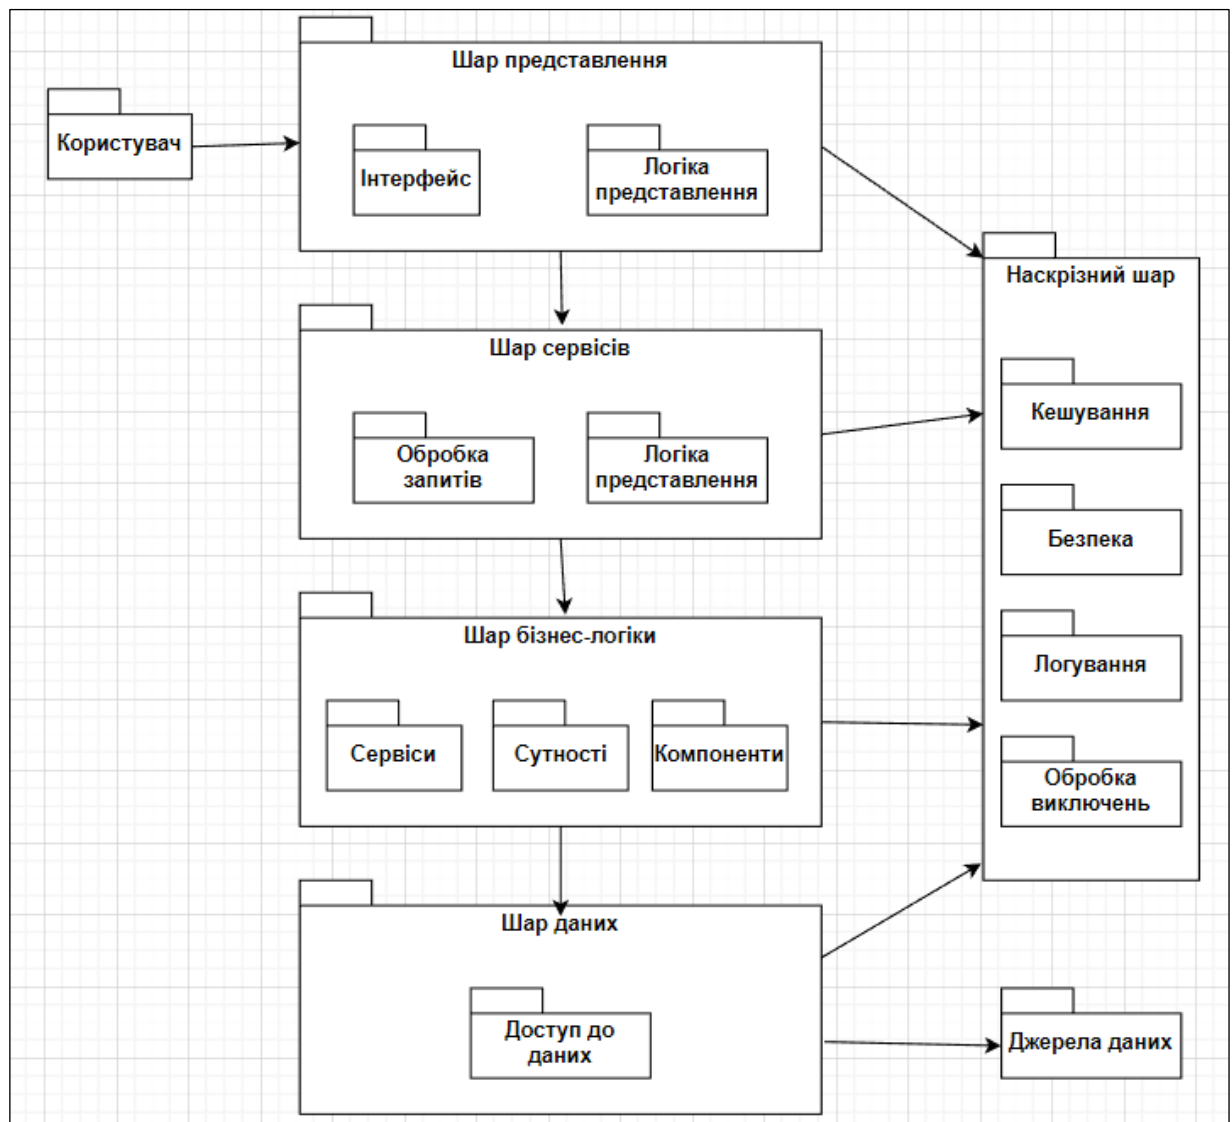 Шар представлення
Користувач
Інтерфейс
Логіка
представлення
Наскрізний шар
Шар сервісів
Обробка
запитів
Логіка
представлення
Кешування
Безпека
Шар бізнес-логіки
Логування
Сервіси
Сутності
Компоненти
Обробка
виключень
Шар даних
Доступ до
даних
Джерела даних